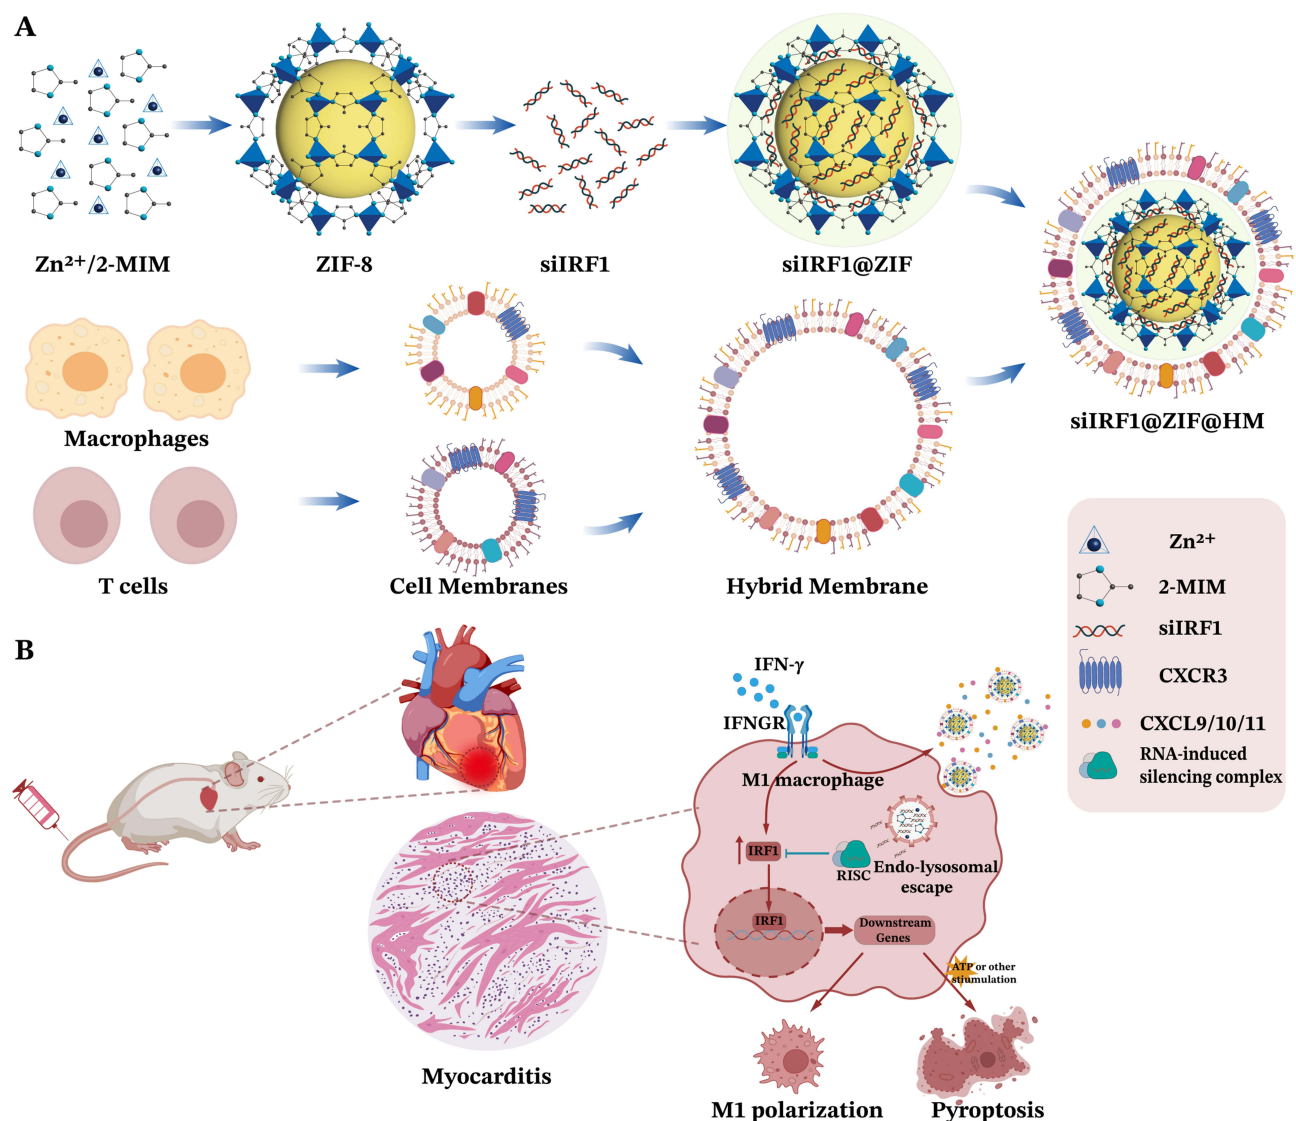 A
Zn²⁺/2-MIM
ZIF-8
siIRF1
siIRF1@ZIF
Macrophages
T cells
Cell Membranes
Hybrid Membrane
siIRF1@ZIF@HM
Zn²⁺
2-MIM
siIRF1
CXCR3
CXCL9/10/11
RNA-induced
silencing complex
B
IFN-γ
IFNGR
M1 macrophage
IRF1
RISC
Endo-lysosomal
escape
IRF1
Downstream
Genes
ATP or other
stiumulation
Myocarditis
M1 polarization
Pyroptosis